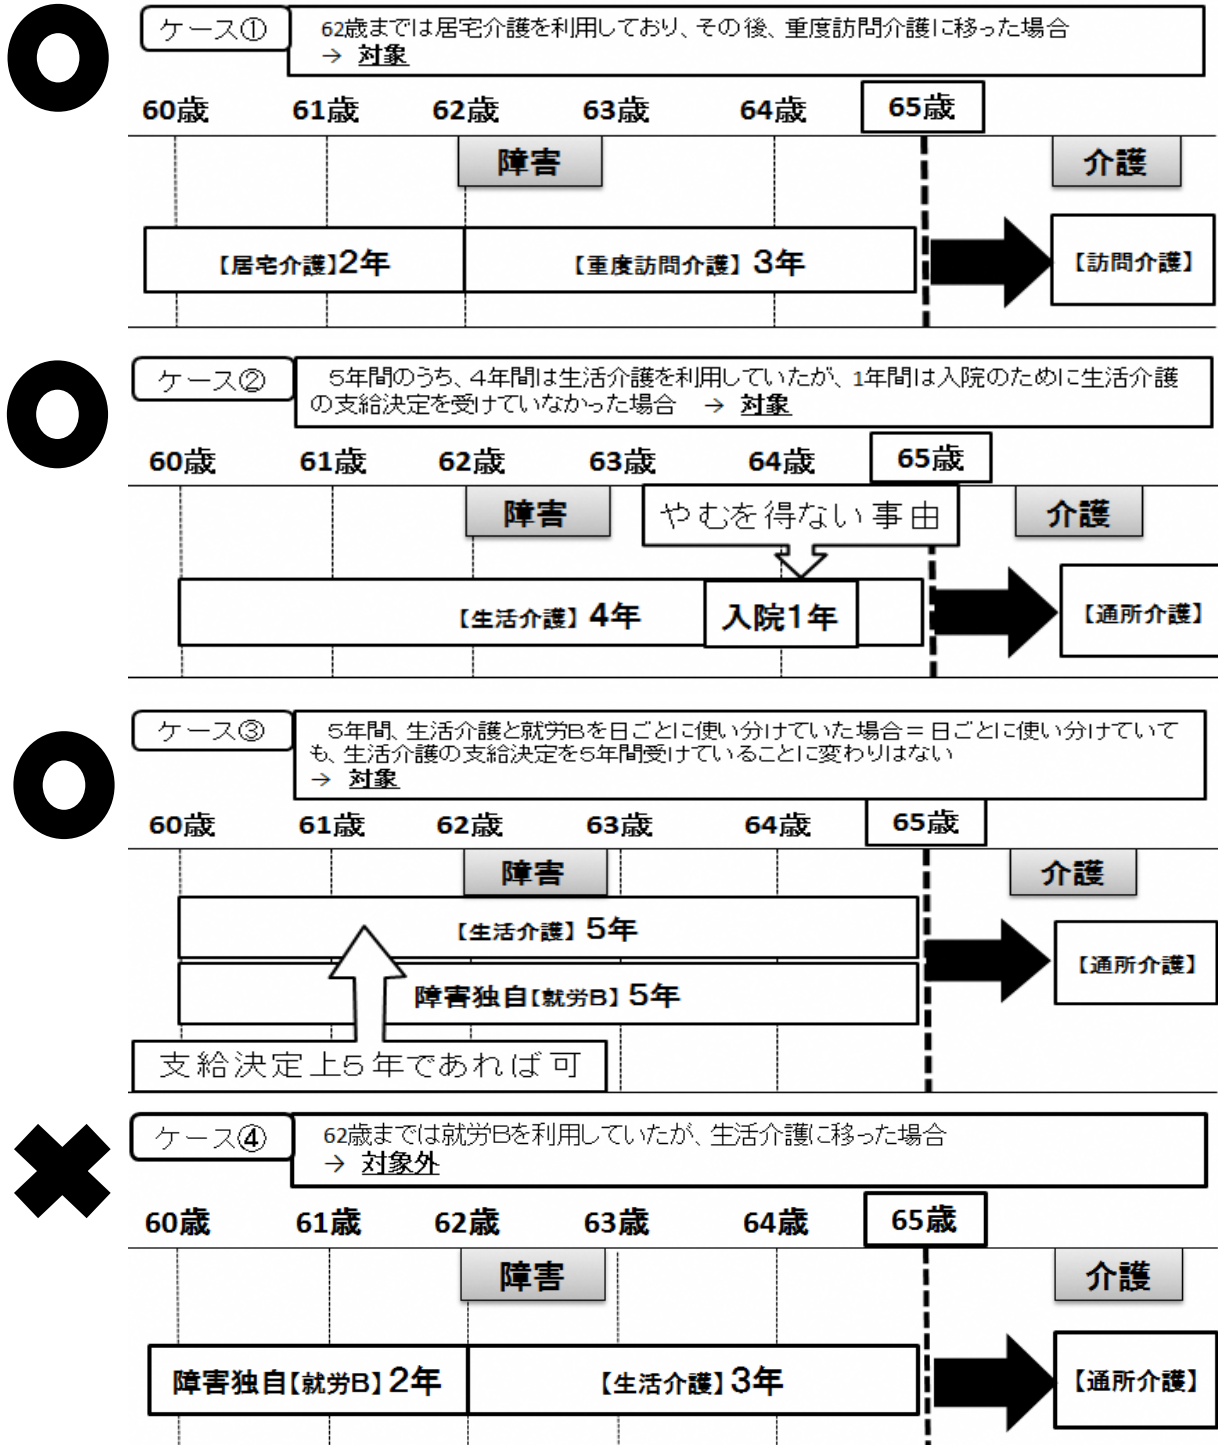 ケース①
62歳までは居宅介護を利用しており、その後、重度訪問介護に移った場合
→ 対象
60歳 61歳 62歳 63歳 64歳 65歳
障害 介護
【居宅介護】2年 【重度訪問介護】 3年 【訪問介護】
ケース②
5年間のうち、4年間は生活介護を利用していたが、1年間は入院のために生活介護
の支給決定を受けていなかった場合 → 対象
60歳 61歳 62歳 63歳 64歳 65歳
障害 やむを得ない事由 介護
【生活介護】 4年 入院1年 【通所介護】
ケース③
5年間、生活介護と就労Bを日ごとに使い分けていた場合=日ごとに使い分けていて
も、生活介護の支給決定を5年間受けていることに変わりはない
→ 対象
60歳 61歳 62歳 63歳 64歳 65歳
障害 介護
【生活介護】 5年
【通所介護】
障害独自【就労B】 5年
支給決定上5年であれば可
ケース④
62歳までは就労Bを利用していたが、生活介護に移った場合
→ 対象外
60歳 61歳 62歳 63歳 64歳 65歳
障害 介護
障害独自【就労B】 2年 【生活介護】 3年 【通所介護】